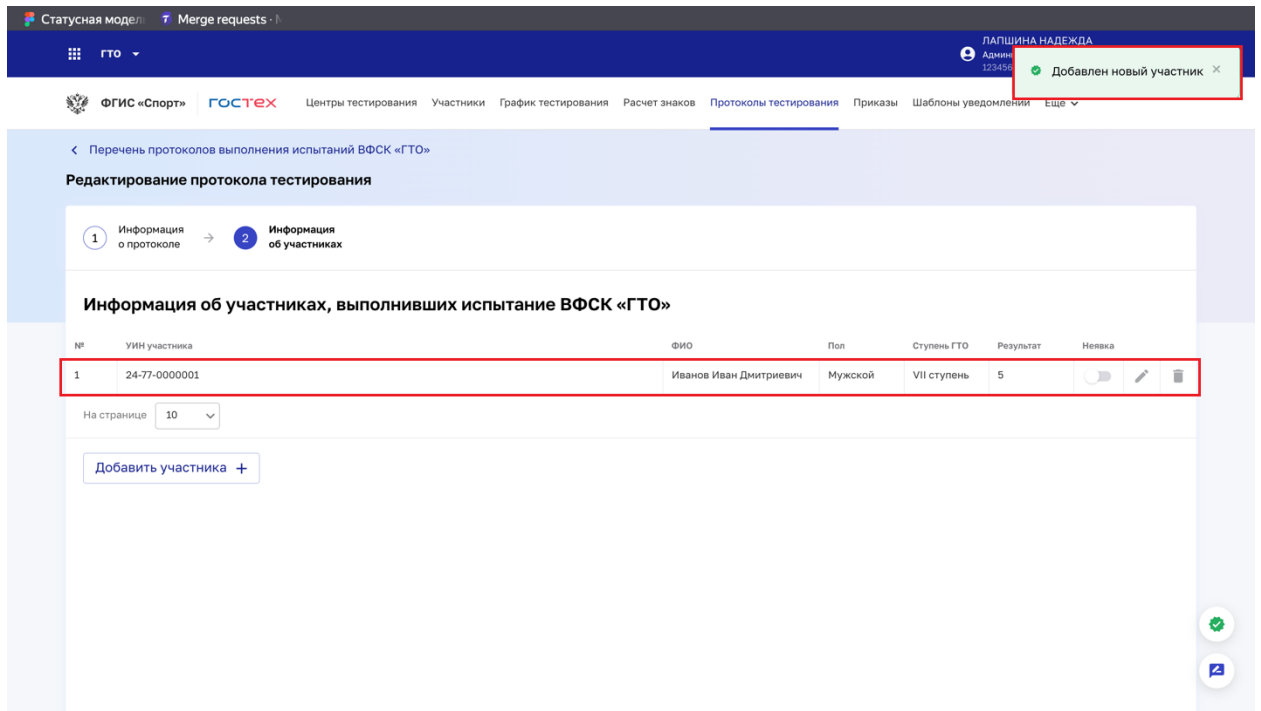 Статусная модел
Merge requests · M
ГТО
ЛАПШИНА НАДЕЖДА
Админ
123456
Добавлен новый участник
ФГИС «Спорт» ГОСТЕХ Центры тестирования Участники График тестирования Расчет знаков Протоколы тестирования Приказы Шаблоны уведомлений Еще
Перечень протоколов выполнения испытаний ВФСК «ГТО»
Редактирование протокола тестирования
1 Информация
о протоколе
2 Информация
об участниках
Информация об участниках, выполнивших испытание ВФСК «ГТО»
№ УИН участника ФИО Пол Ступень ГТО Результат Неявка
1 24-77-0000001 Иванов Иван Дмитриевич Мужской VII ступень 5
На странице 10
Добавить участника +